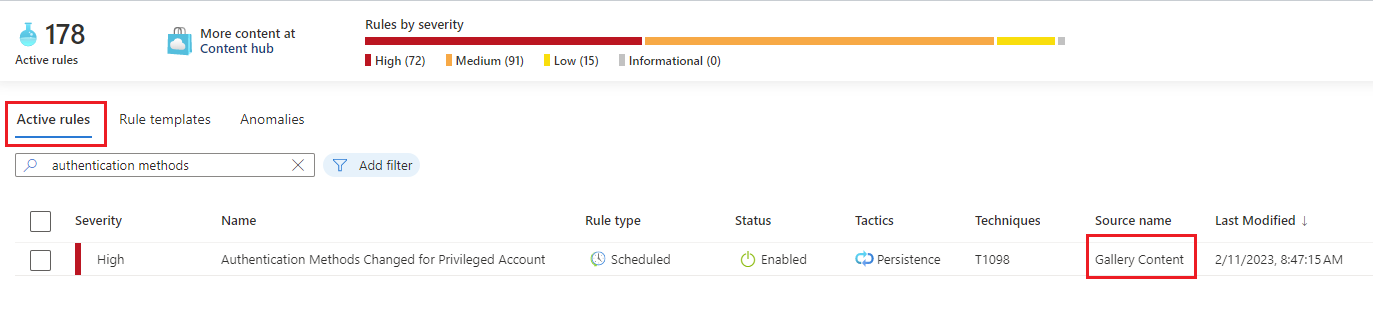 178
Active rules
More content at
Content hub
Rules by severity
High (72) Medium (91) Low (15) Informational (0)
Active rules Rule templates Anomalies
authentication methods Add filter
Severity Name Rule type Status Tactics Techniques Source name Last Modified ↓
High Authentication Methods Changed for Privileged Account Scheduled Enabled Persistence T1098 Gallery Content 2/11/2023, 8:47:15 AM